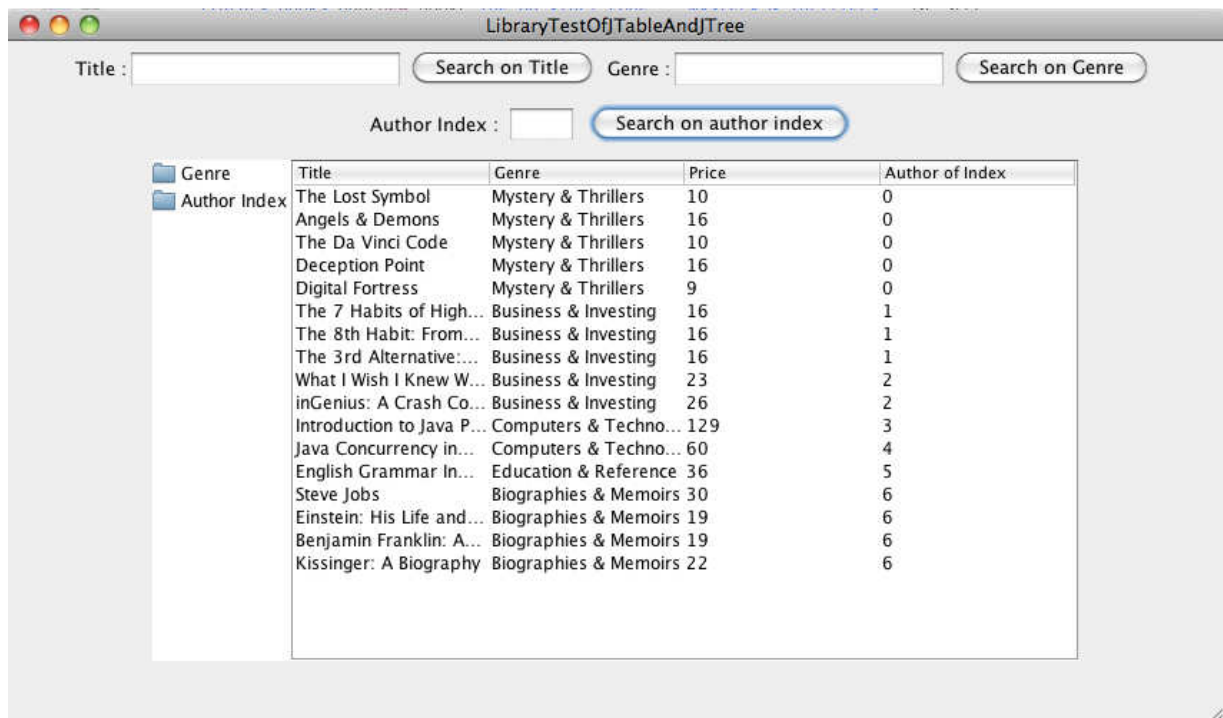 LibraryTestOfJTableAndJTree
Title : Search on Title Genre : Search on Genre
Author Index : Search on author index
Genre
Author Index
Title Genre Price Author of Index
The Lost Symbol Mystery & Thrillers 10 0
Angels & Demons Mystery & Thrillers 16 0
The Da Vinci Code Mystery & Thrillers 10 0
Deception Point Mystery & Thrillers 16 0
Digital Fortress Mystery & Thrillers 9 0
The 7 Habits of High... Business & Investing 16 1
The 8th Habit: From... Business & Investing 16 1
The 3rd Alternative:... Business & Investing 16 1
What I Wish I Knew W... Business & Investing 23 2
inGenius: A Crash Co... Business & Investing 26 2
Introduction to Java P... Computers & Techno... 129 3
Java Concurrency in... Computers & Techno... 60 4
English Grammar In... Education & Reference 36 5
Steve Jobs Biographies & Memoirs 30 6
Einstein: His Life and... Biographies & Memoirs 19 6
Benjamin Franklin: A... Biographies & Memoirs 19 6
Kissinger: A Biography Biographies & Memoirs 22 6